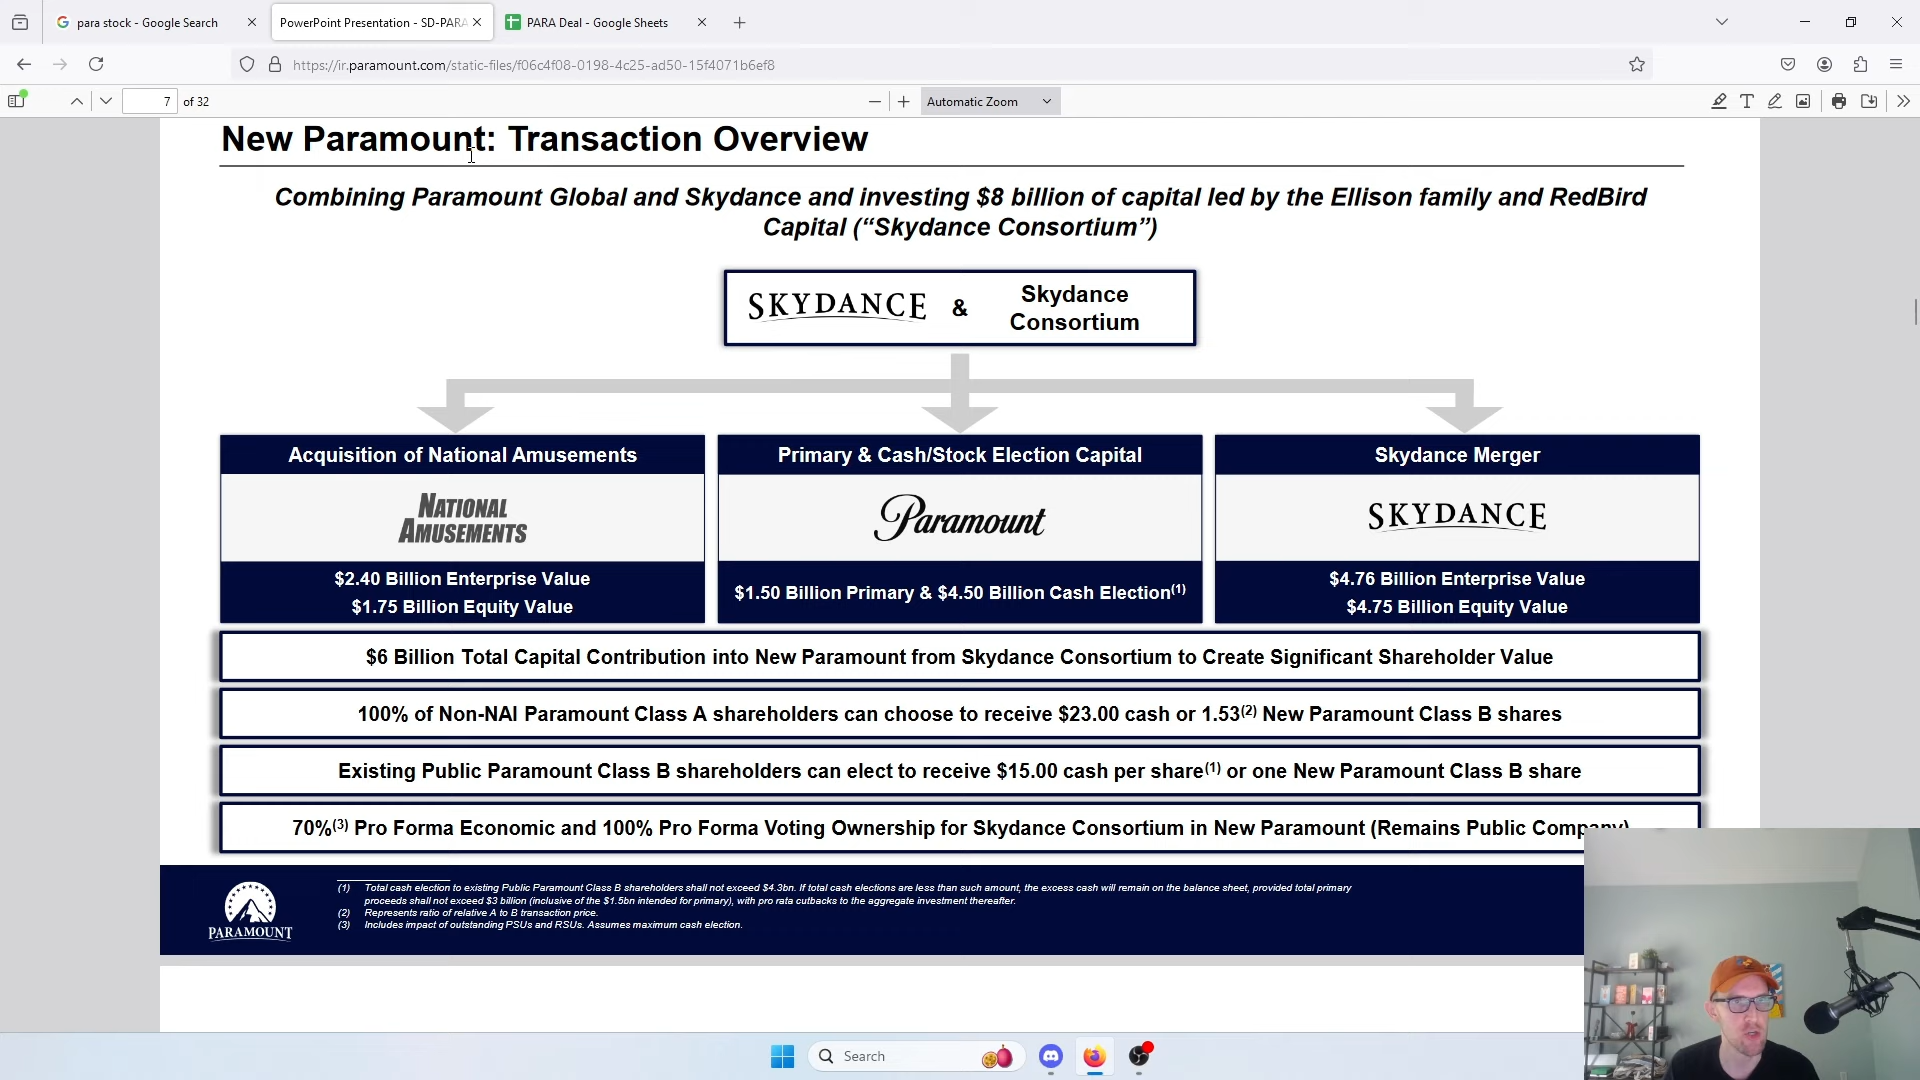 para stock - Google Search
PowerPoint Presentation - SD-PARA
PARA Deal - Google Sheets
https://ir.paramount.com/static-files/f06c4f08-0198-4c25-ad50-15f4071b6ef8
7 of 32
Automatic Zoom
New Paramount: Transaction Overview
Combining Paramount Global and Skydance and investing $8 billion of capital led by the Ellison family and RedBird
Capital (“Skydance Consortium”)
SKYDANCE & Skydance
Consortium
Acquisition of National Amusements
NATIONAL
AMUSEMENTS
$2.40 Billion Enterprise Value
$1.75 Billion Equity Value
Primary & Cash/Stock Election Capital
Paramount
$1.50 Billion Primary & $4.50 Billion Cash Election(1)
Skydance Merger
SKYDANCE
$4.76 Billion Enterprise Value
$4.75 Billion Equity Value
$6 Billion Total Capital Contribution into New Paramount from Skydance Consortium to Create Significant Shareholder Value
100% of Non-NAI Paramount Class A shareholders can choose to receive $23.00 cash or 1.53(2) New Paramount Class B shares
Existing Public Paramount Class B shareholders can elect to receive $15.00 cash per share(1) or one New Paramount Class B share
70%(3) Pro Forma Economic and 100% Pro Forma Voting Ownership for Skydance Consortium in New Paramount (Remains Public Company)
PARAMOUNT
(1) Total cash election to existing Public Paramount Class B shareholders shall not exceed $4.3bn. If total cash elections are less than such amount, the excess cash will remain on the balance sheet, provided total primary
proceeds shall not exceed $3 billion (inclusive of the $1.5bn intended for primary), with pro rata cutbacks to the aggregate investment thereafter.
(2) Represents ratio of relative A to B transaction price.
(3) Includes impact of outstanding PSUs and RSUs. Assumes maximum cash election.
Search